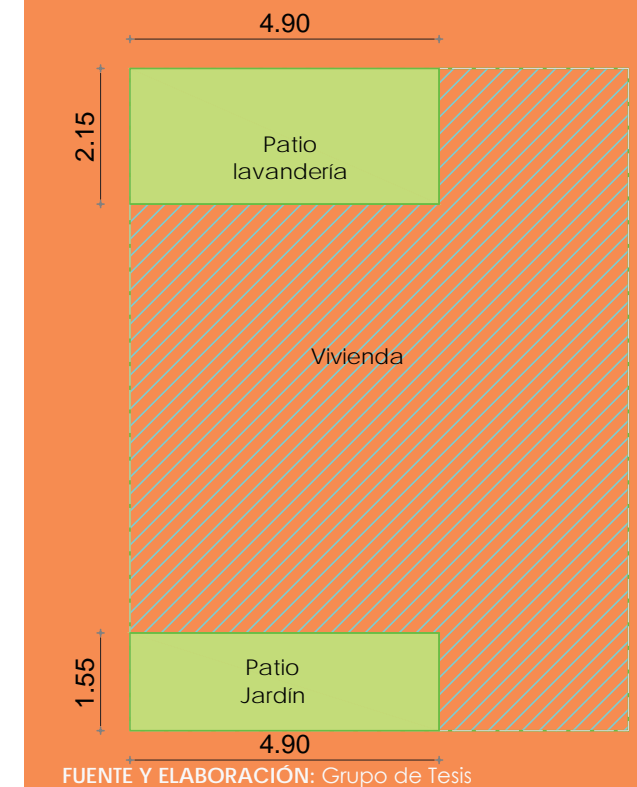 4.90
2.15
Patio
lavandería
Vivienda
1.55
Patio
Jardín
4.90
FUENTE Y ELABORACIÓN: Grupo de Tesis